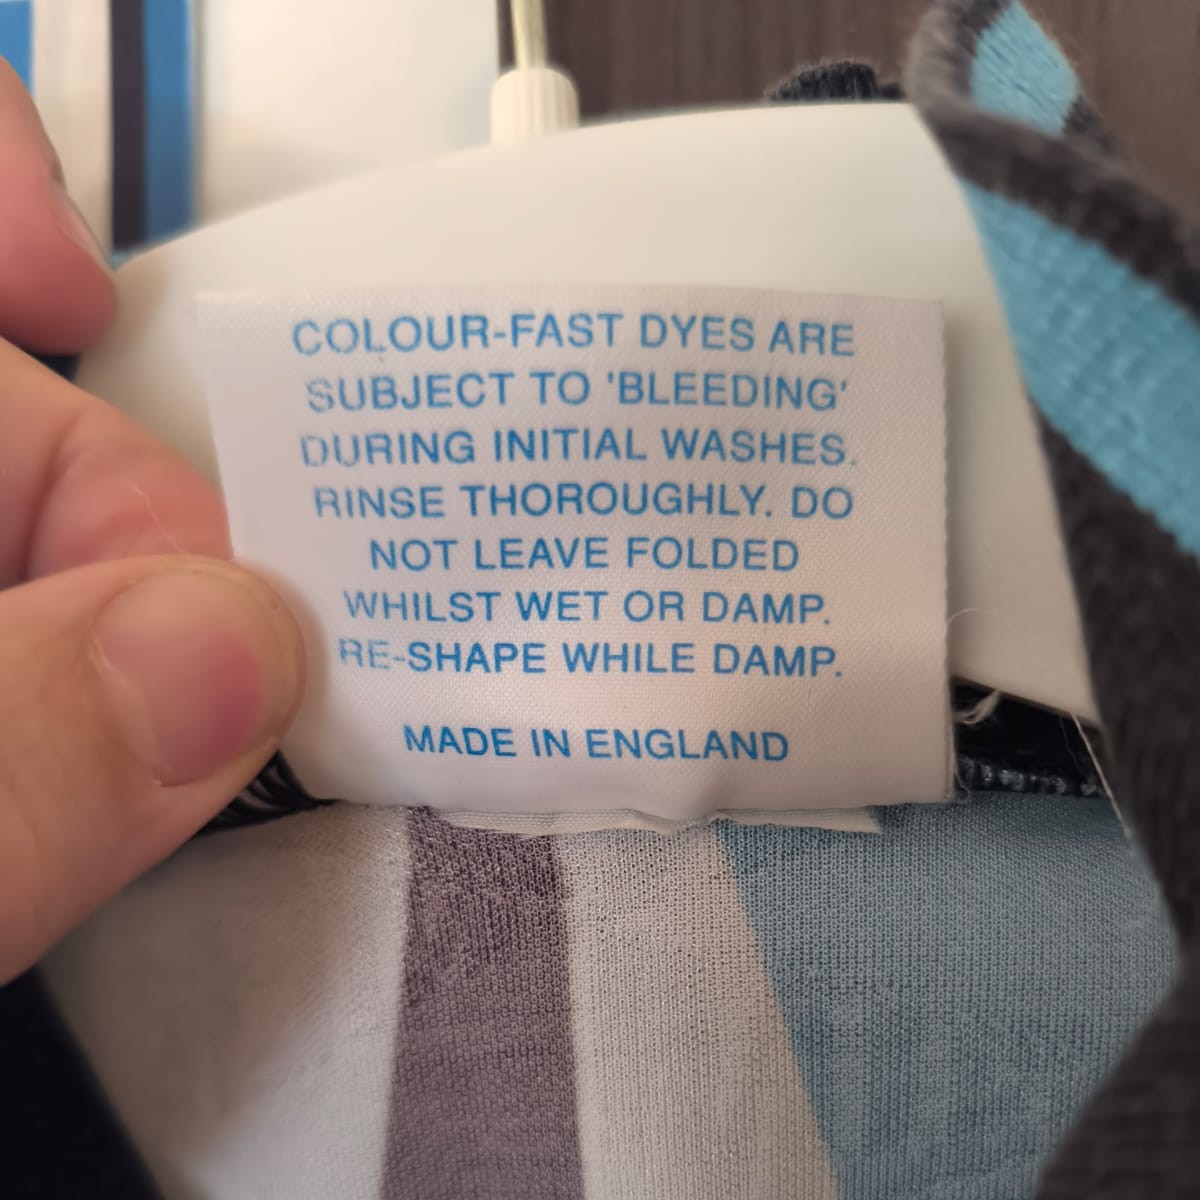 COLOUR-FAST DYES ARE
SUBJECT TO 'BLEEDING'
DURING INITIAL WASHES.
RINSE THOROUGHLY. DO
NOT LEAVE FOLDED
WHILST WET OR DAMP.
RE-SHAPE WHILE DAMP.
MADE IN ENGLAND